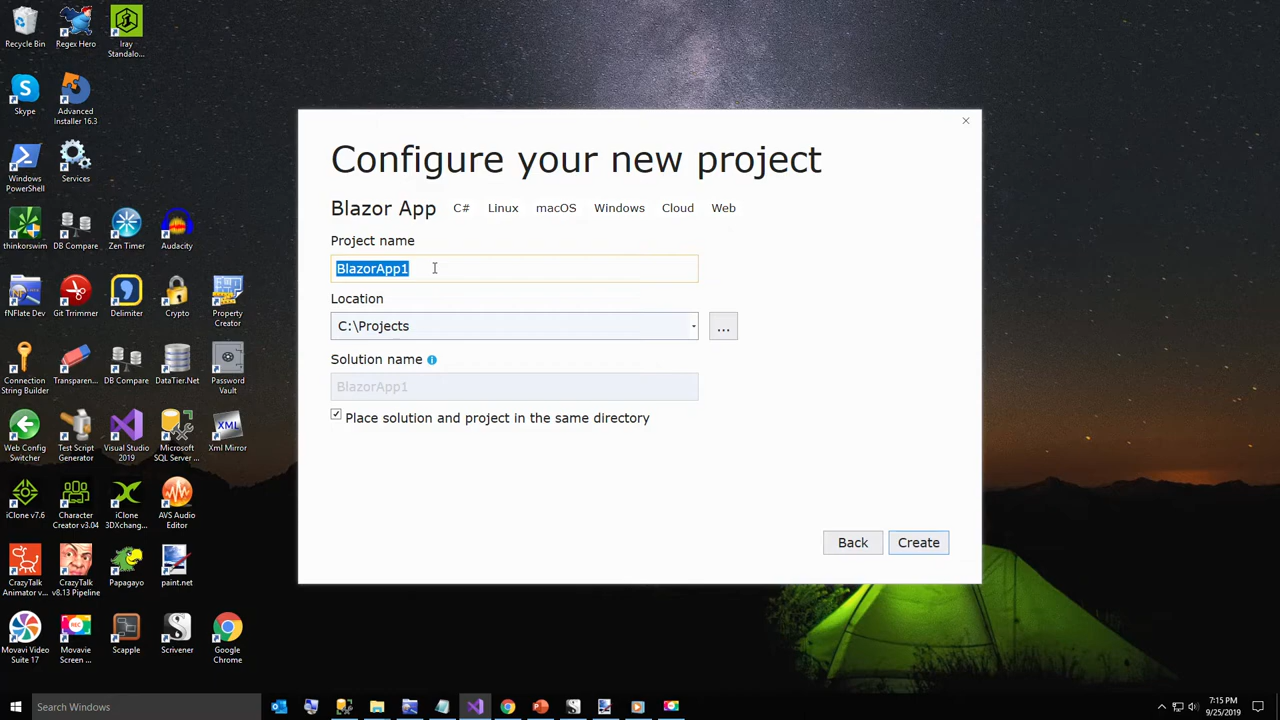 Recycle Bin
Regex Hero
Iray Standalo...
Skype
Advanced Installer 16.3
Windows PowerShell
Services
thinkorswim
DB Compare
Zen Timer
Audacity
nNFlate Dev
Git Trimmer
Delimiter
Crypto
Property Creator
Connection String Builder
Transparen...
DB Compare
DataTier.Net
Password Vault
Web Config Switcher
Test Script Generator
Visual Studio 2019
Microsoft SQL Server ...
Xml Mirror
XML
iClone v7.6
Character Creator v3.04
iClone 3DXchang...
AVS Audio Editor
CrazyTalk Animator v...
CrazyTalk v8.13 Pipeline
Papagayo
paint.net
Movavi Video Suite 17
REC
Movavie Screen ...
Scapple
Scrivener
Google Chrome
Configure your new project
Blazor App C# Linux macOS Windows Cloud Web
Project name
BlazorApp1
Location
C:\Projects
...
Solution name
BlazorApp1
Place solution and project in the same directory
Back Create
Search Windows
7:15 PM
9/25/2019